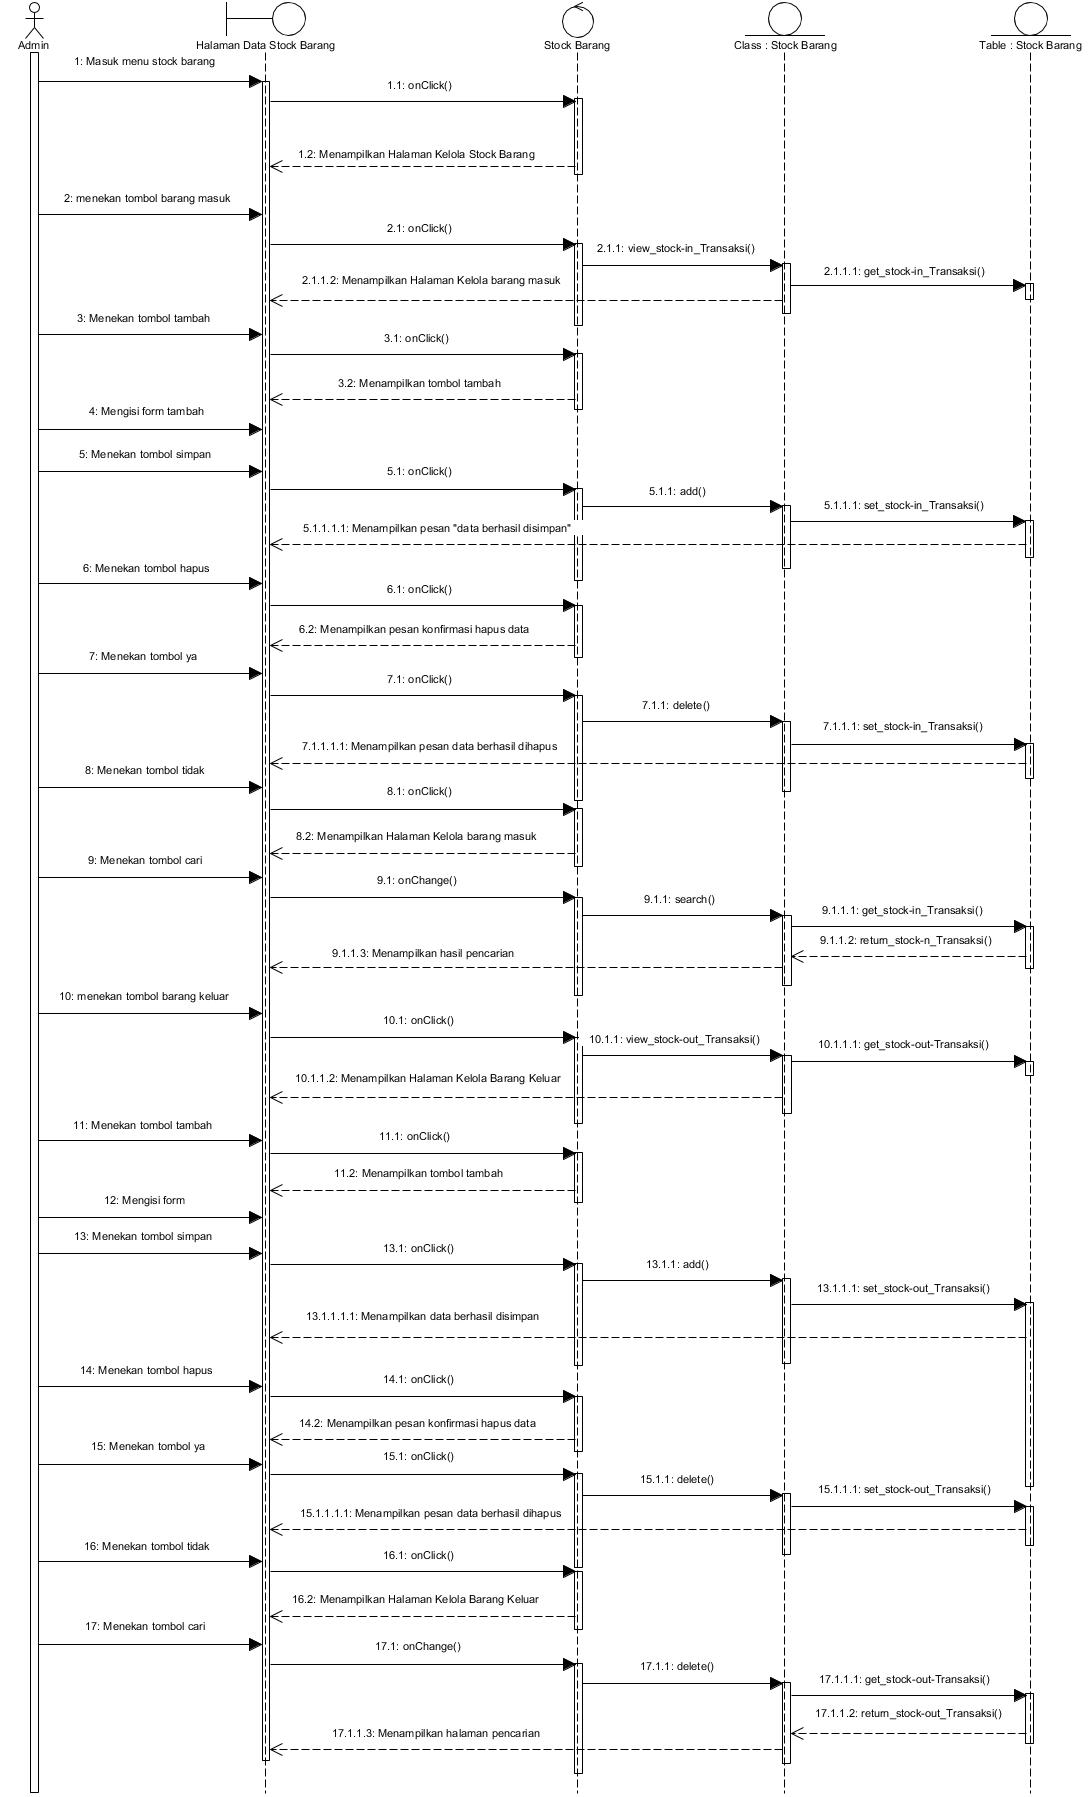 Admin
Halaman Data Stock Barang
Stock Barang
Class : Stock Barang
Table : Stock Barang
1: Masuk menu stock barang
1.1: onClick()
1.2: Menampilkan Halaman Kelola Stock Barang
2: menekan tombol barang masuk
2.1: onClick()
2.1.1: view_stock-in_Transaksi()
2.1.1.1: get_stock-in_Transaksi()
2.1.1.2: Menampilkan Halaman Kelola barang masuk
3: Menekan tombol tambah
3.1: onClick()
3.2: Menampilkan tombol tambah
4: Mengisi form tambah
5: Menekan tombol simpan
5.1: onClick()
5.1.1: add()
5.1.1.1: set_stock-in_Transaksi()
5.1.1.1.1: Menampilkan pesan "data berhasil disimpan"
6: Menekan tombol hapus
6.1: onClick()
6.2: Menampilkan pesan konfirmasi hapus data
7: Menekan tombol ya
7.1: onClick()
7.1.1: delete()
7.1.1.1: set_stock-in_Transaksi()
7.1.1.1.1: Menampilkan pesan data berhasil dihapus
8: Menekan tombol tidak
8.1: onClick()
8.2: Menampilkan Halaman Kelola barang masuk
9: Menekan tombol cari
9.1: onChange()
9.1.1: search()
9.1.1.1: get_stock-in_Transaksi()
9.1.1.2: return_stock-n_Transaksi()
9.1.1.3: Menampilkan hasil pencarian
10: menekan tombol barang keluar
10.1: onClick()
10.1.1: view_stock-out_Transaksi()
10.1.1.1: get_stock-out-Transaksi()
10.1.1.2: Menampilkan Halaman Kelola Barang Keluar
11: Menekan tombol tambah
11.1: onClick()
11.2: Menampilkan tombol tambah
12: Mengisi form
13: Menekan tombol simpan
13.1: onClick()
13.1.1: add()
13.1.1.1: set_stock-out_Transaksi()
13.1.1.1.1: Menampilkan data berhasil disimpan
14: Menekan tombol hapus
14.1: onClick()
14.2: Menampilkan pesan konfirmasi hapus data
15: Menekan tombol ya
15.1: onClick()
15.1.1: delete()
15.1.1.1: set_stock-out_Transaksi()
15.1.1.1.1: Menampilkan pesan data berhasil dihapus
16: Menekan tombol tidak
16.1: onClick()
16.2: Menampilkan Halaman Kelola Barang Keluar
17: Menekan tombol cari
17.1: onChange()
17.1.1: delete()
17.1.1.1: get_stock-out-Transaksi()
17.1.1.2: return_stock-out_Transaksi()
17.1.1.3: Menampilkan halaman pencarian